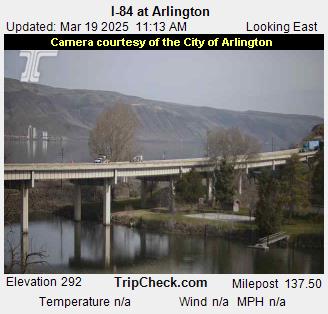 I-84 at Arlington
Updated: Mar 19 2025 11:13 AM Looking East
Camera courtesy of the City of Arlington
Elevation 292 TripCheck.com Milepost 137.50
Temperature n/a Wind n/a MPH n/a